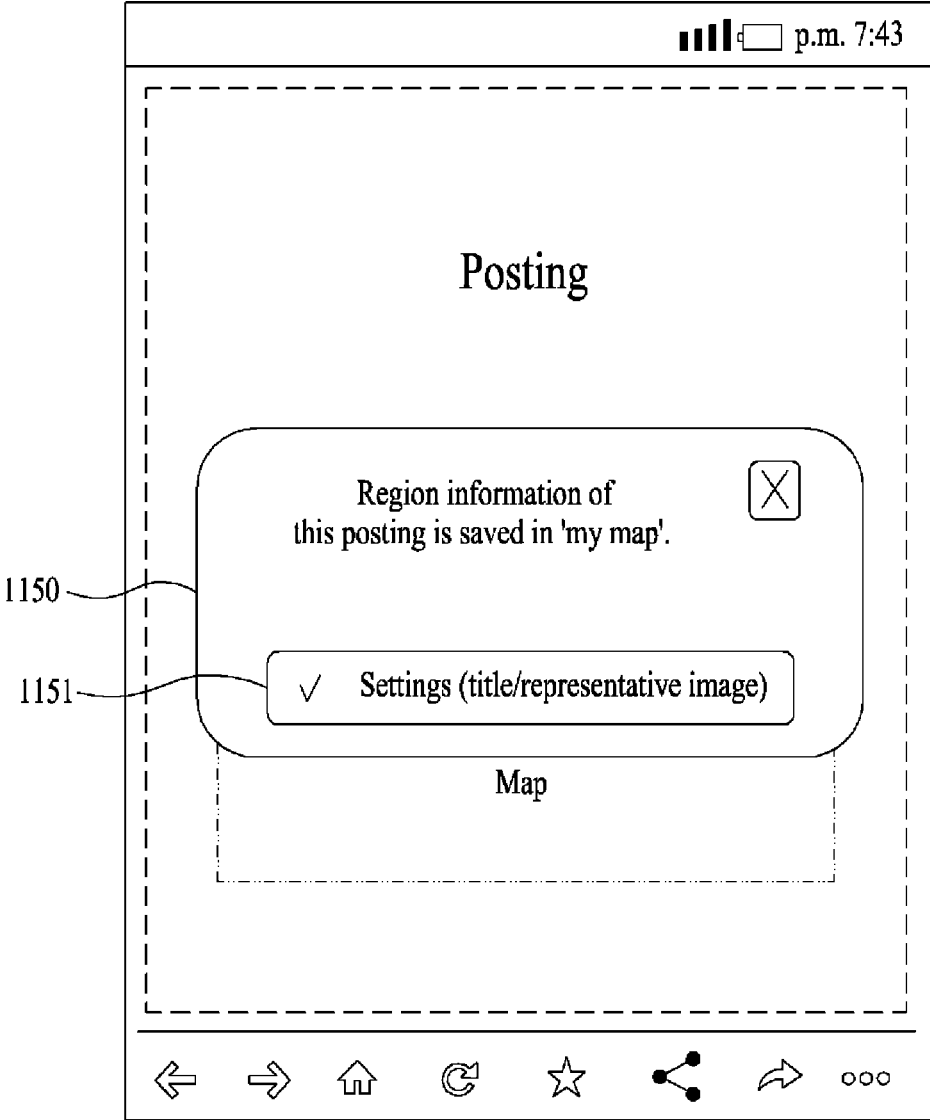 p.m. 7:43
Posting
Region information of
this posting is saved in 'my map'.
1150
1151
Settings (title/representative image)
Map